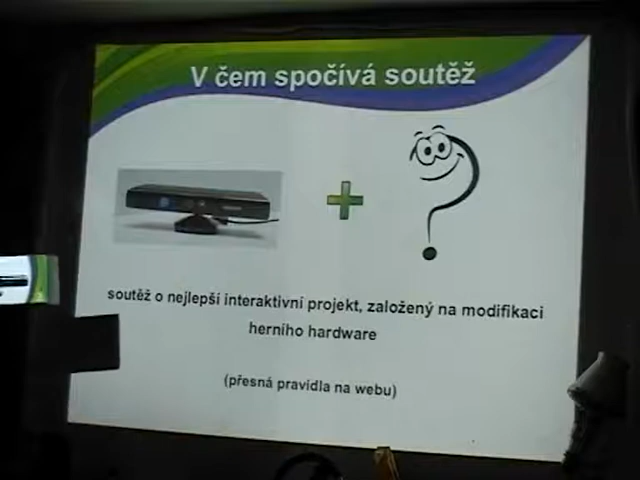 V čem spočívá soutěž
soutěž o nejlepší interaktivní projekt, založený na modifikaci
herního hardware
(přesná pravidla na webu)